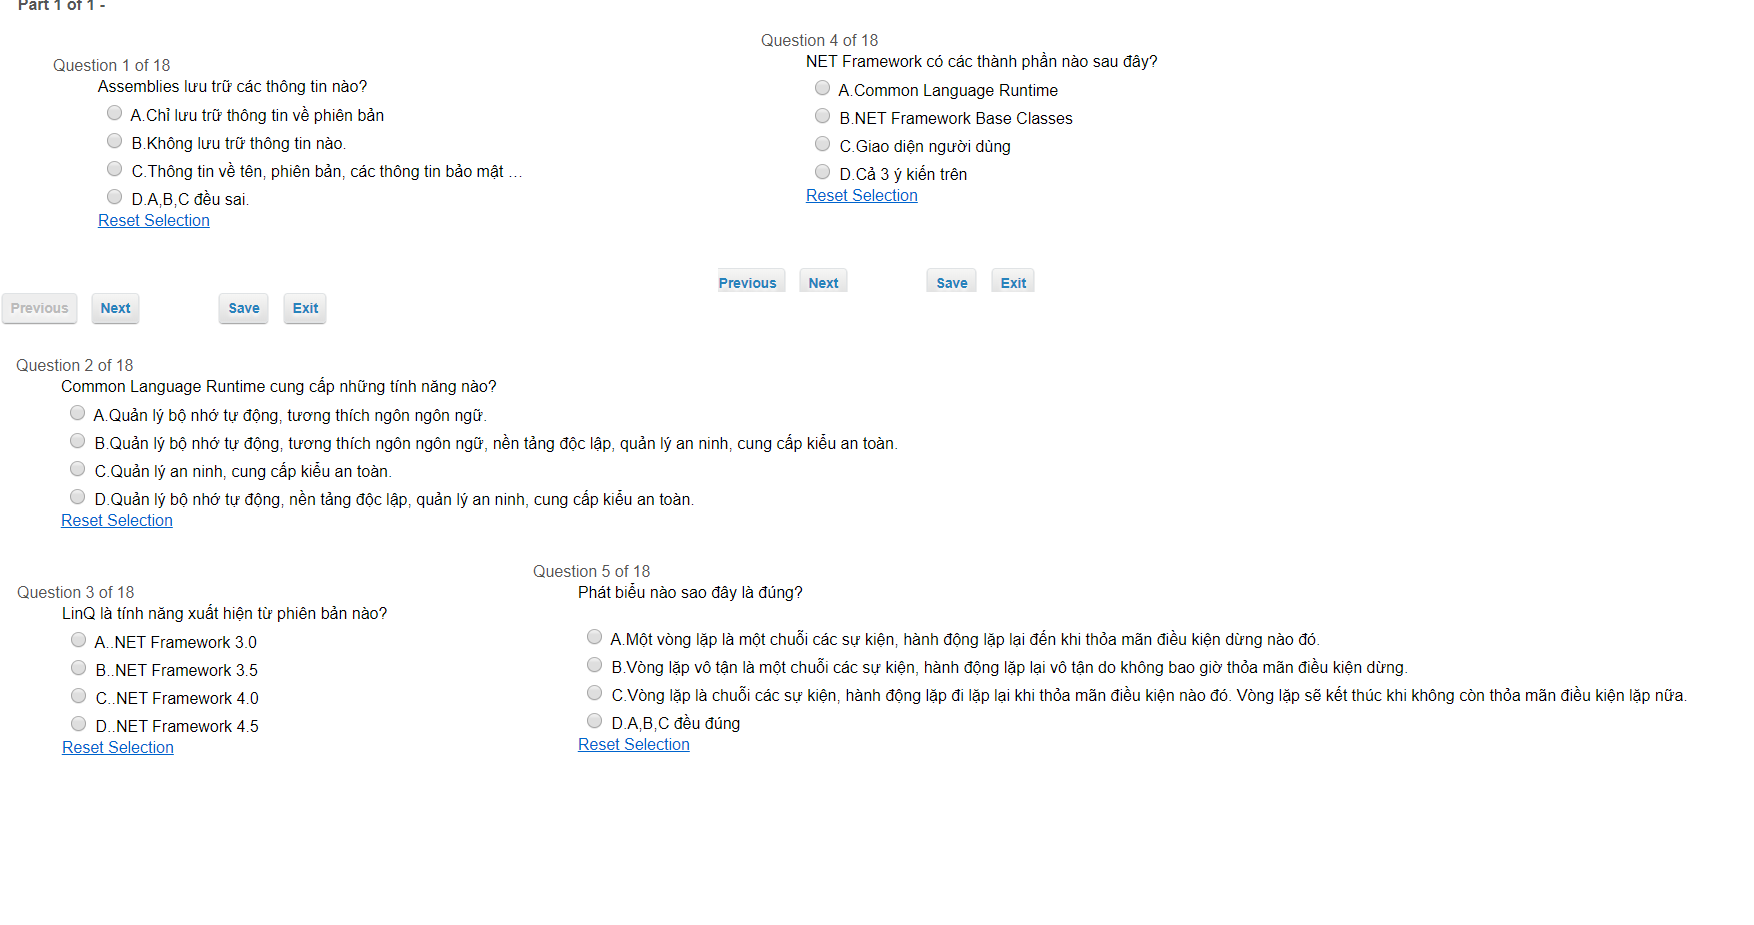 Part 1 of 1 -
Question 1 of 18
Assemblies lưu trữ các thông tin nào?
A.Chỉ lưu trữ thông tin về phiên bản
B.Không lưu trữ thông tin nào.
C.Thông tin về tên, phiên bản, các thông tin bảo mật ...
D.A,B,C đều sai.
Reset Selection
Previous Next Save Exit
Question 4 of 18
NET Framework có các thành phần nào sau đây?
A.Common Language Runtime
B.NET Framework Base Classes
C.Giao diện người dùng
D.Cả 3 ý kiến trên
Reset Selection
Previous Next Save Exit
Question 2 of 18
Common Language Runtime cung cấp những tính năng nào?
A.Quản lý bộ nhớ tự động, tương thích ngôn ngôn ngữ.
B.Quản lý bộ nhớ tự động, tương thích ngôn ngôn ngữ, nền tảng độc lập, quản lý an ninh, cung cấp kiểu an toàn.
C.Quản lý an ninh, cung cấp kiểu an toàn.
D.Quản lý bộ nhớ tự động, nền tảng độc lập, quản lý an ninh, cung cấp kiểu an toàn.
Reset Selection
Question 3 of 18
LinQ là tính năng xuất hiện từ phiên bản nào?
A..NET Framework 3.0
B..NET Framework 3.5
C..NET Framework 4.0
D..NET Framework 4.5
Reset Selection
Question 5 of 18
Phát biểu nào sao đây là đúng?
A.Một vòng lặp là một chuỗi các sự kiện, hành động lặp lại đến khi thỏa mãn điều kiện dừng nào đó.
B.Vòng lặp vô tận là một chuỗi các sự kiện, hành động lặp lại vô tận do không bao giờ thỏa mãn điều kiện dừng.
C.Vòng lặp là chuỗi các sự kiện, hành động lặp đi lặp lại khi thỏa mãn điều kiện nào đó. Vòng lặp sẽ kết thúc khi không còn thỏa mãn điều kiện lặp nữa.
D.A,B,C đều đúng
Reset Selection